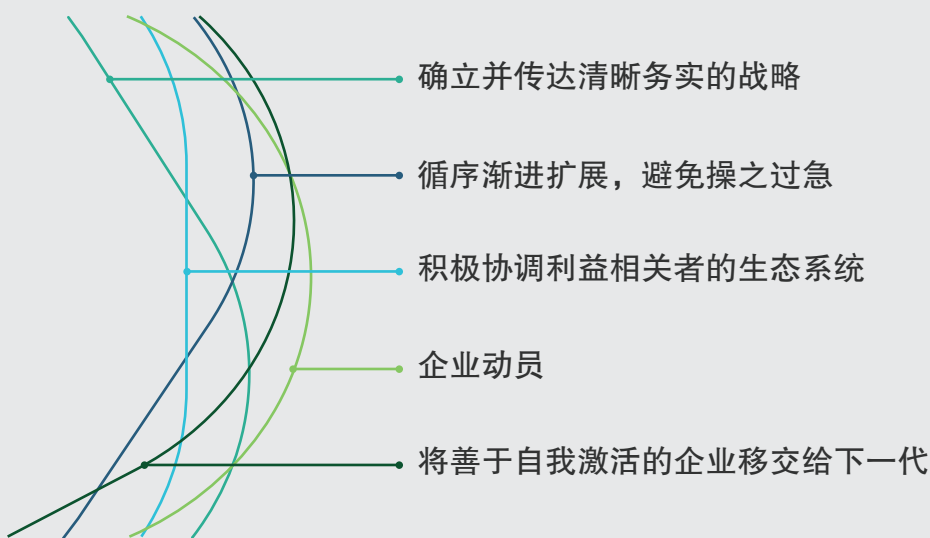 确立并传达清晰务实的战略
循序渐进扩展，避免操之过急
积极协调利益相关者的生态系统
企业动员
将善于自我激活的企业移交给下一代